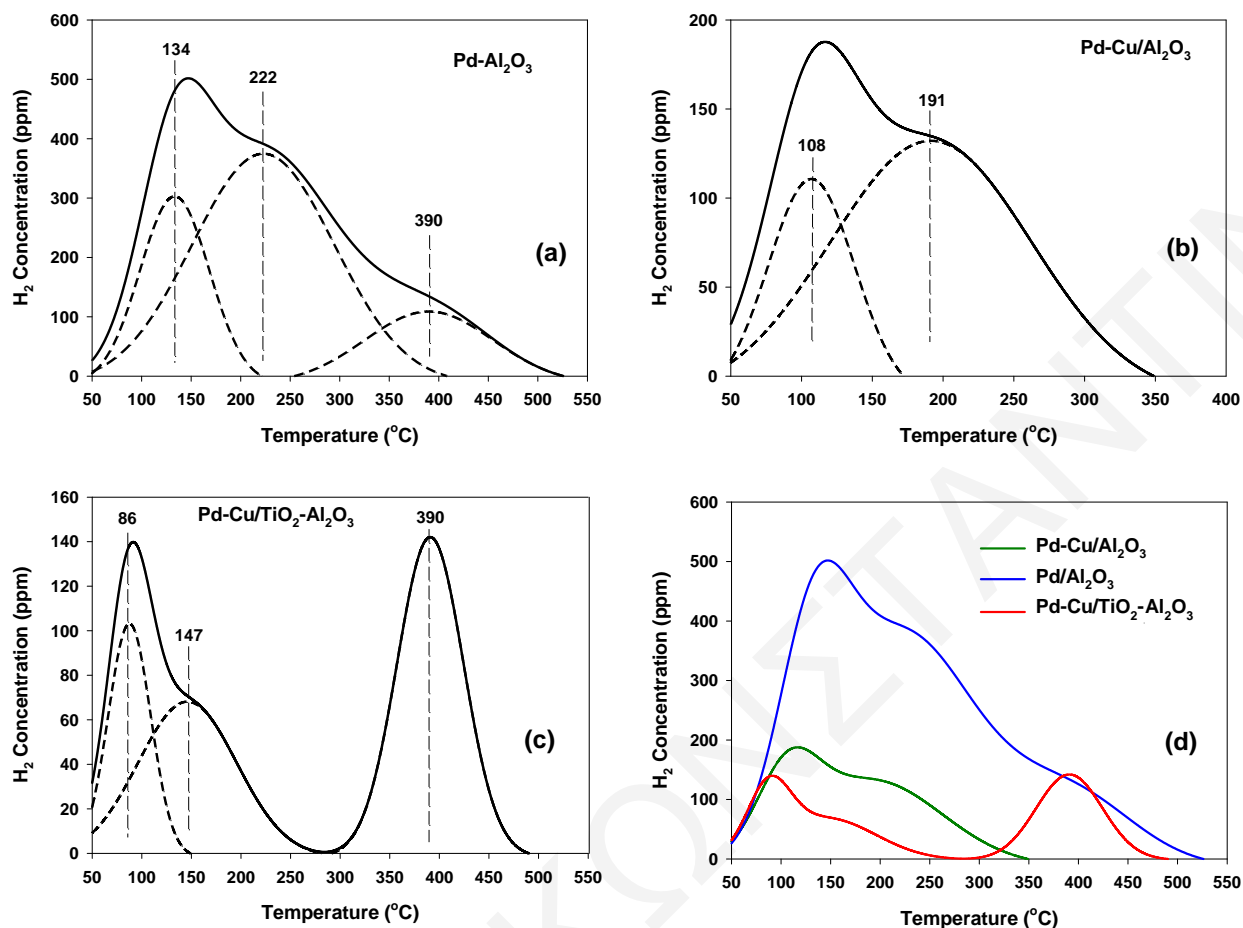 Pd-Al2O3
134
222
390
(a)
H2 Concentration (ppm)
600
500
400
300
200
100
0
50 100 150 200 250 300 350 400 450 500 550
Temperature (oC)
Pd-Cu/Al2O3
108
191
(b)
H2 Concentration (ppm)
200
150
100
50
0
50 100 150 200 250 300 350 400
Temperature (oC)
Pd-Cu/TiO2-Al2O3
86
147
390
(c)
H2 Concentration (ppm)
160
140
120
100
80
60
40
20
0
50 100 150 200 250 300 350 400 450 500 550
Temperature (oC)
Pd-Cu/Al2O3
Pd/Al2O3
Pd-Cu/TiO2-Al2O3
(d)
H2 Concentration (ppm)
600
500
400
300
200
100
0
50 100 150 200 250 300 350 400 450 500 550
Temperature (oC)
ΚΩΝΣΤΑΝΤΙΝ